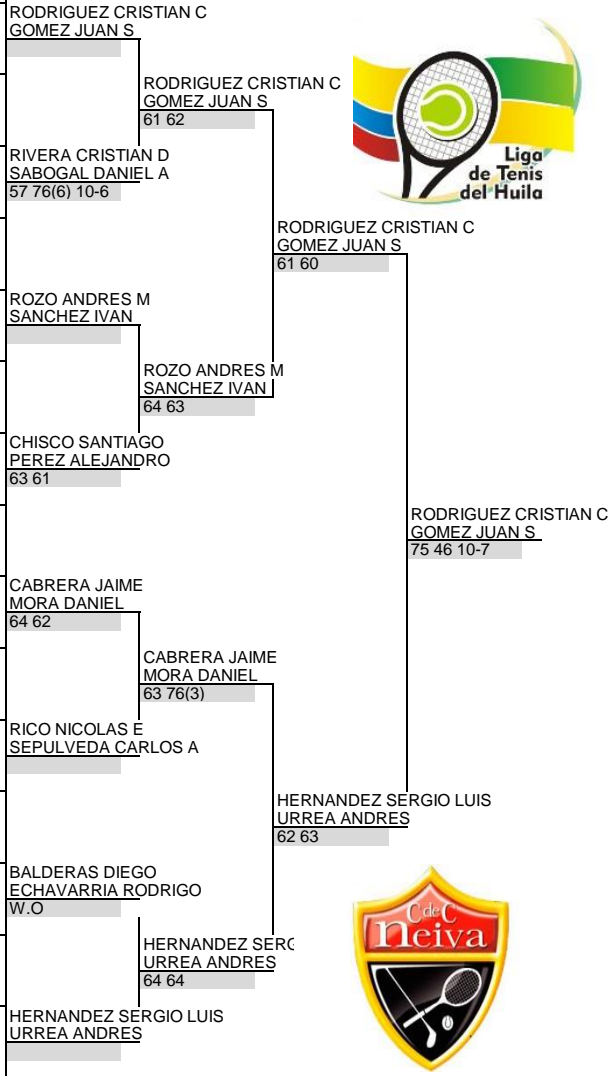 RODRIGUEZ CRISTIAN C
GOMEZ JUAN S
RODRIGUEZ CRISTIAN C
GOMEZ JUAN S
61 62
RIVERA CRISTIAN D
SABOGAL DANIEL A
57 76(6) 10-6
Liga
de Tenis
del Huila
RODRIGUEZ CRISTIAN C
GOMEZ JUAN S
61 60
ROZO ANDRES M
SANCHEZ IVAN
ROZO ANDRES M
SANCHEZ IVAN
64 63
CHISCO SANTIAGO
PEREZ ALEJANDRO
63 61
RODRIGUEZ CRISTIAN C
GOMEZ JUAN S
75 46 10-7
CABRERA JAIME
MORA DANIEL
64 62
CABRERA JAIME
MORA DANIEL
63 76(3)
RICO NICOLAS E
SEPULVEDA CARLOS A
HERNANDEZ SERGIO LUIS
URREA ANDRES
62 63
BALDERAS DIEGO
ECHAVARRIA RODRIGO
W.O
C de C
neiva
HERNANDEZ SERG
URREA ANDRES
64 64
HERNANDEZ SERGIO LUIS
URREA ANDRES